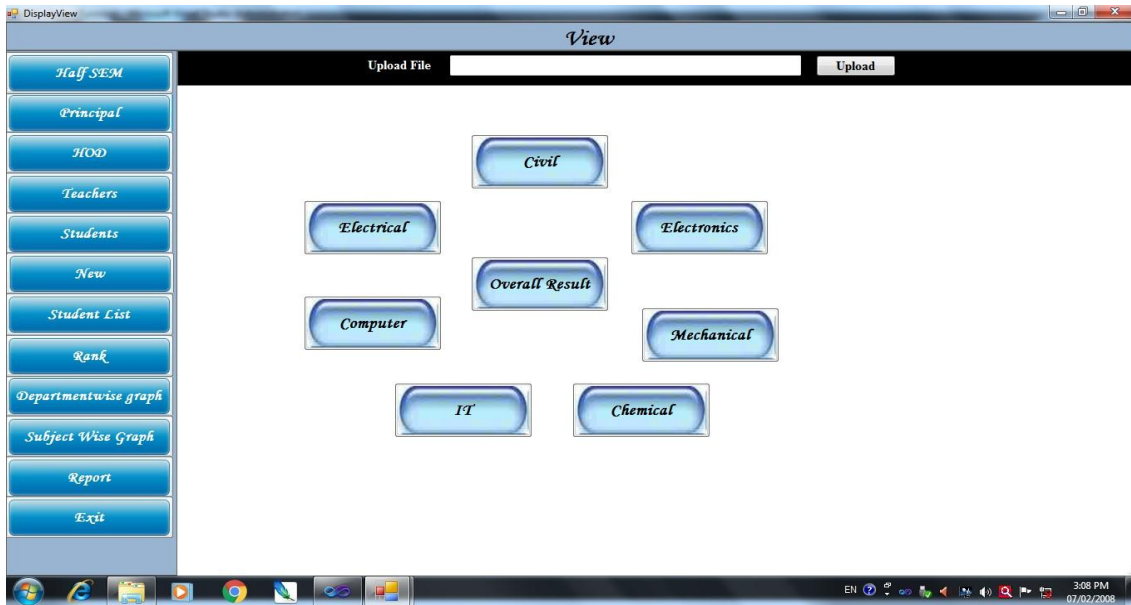 DisplayView
View
Upload File
Upload
Half SEM
Principal
HOD
Teachers
Students
New
Student List
Rank
Departmentwise graph
Subject Wise Graph
Report
Exit
Civil
Electrical
Electronics
Overall Result
Computer
Mechanical
IT
Chemical
EN
3:08 PM
07/02/2008